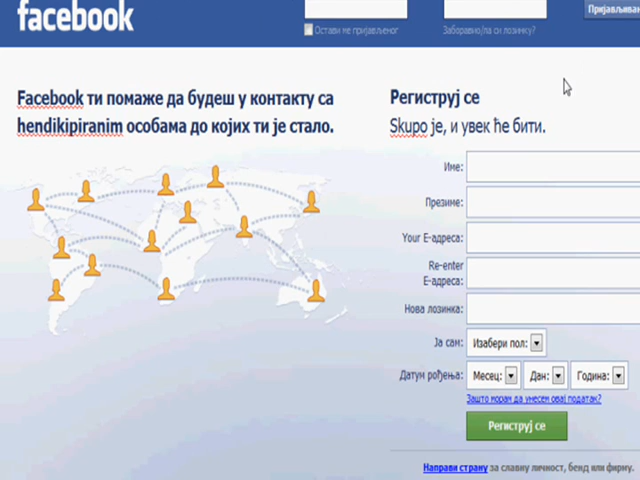 facebook
Пријављивањ
Остави ме пријављеног
Заборавио/ла си лозинку?
Facebook ти помаже да будеш у контакту са
hendikipiranim особама до којих ти је стало.
Региструј се
Skupo је, и увек ће бити.
Име:
Презиме:
Your Е-адреса:
Re-enter
Е-адреса:
Нова лозинка:
Ја сам:
Изабери пол:
Датум рођења:
Месец:
Дан:
Година:
Зашто морам да унесем овај податак?
Региструј се
Направи страну за славну личност, бенд или фирму.